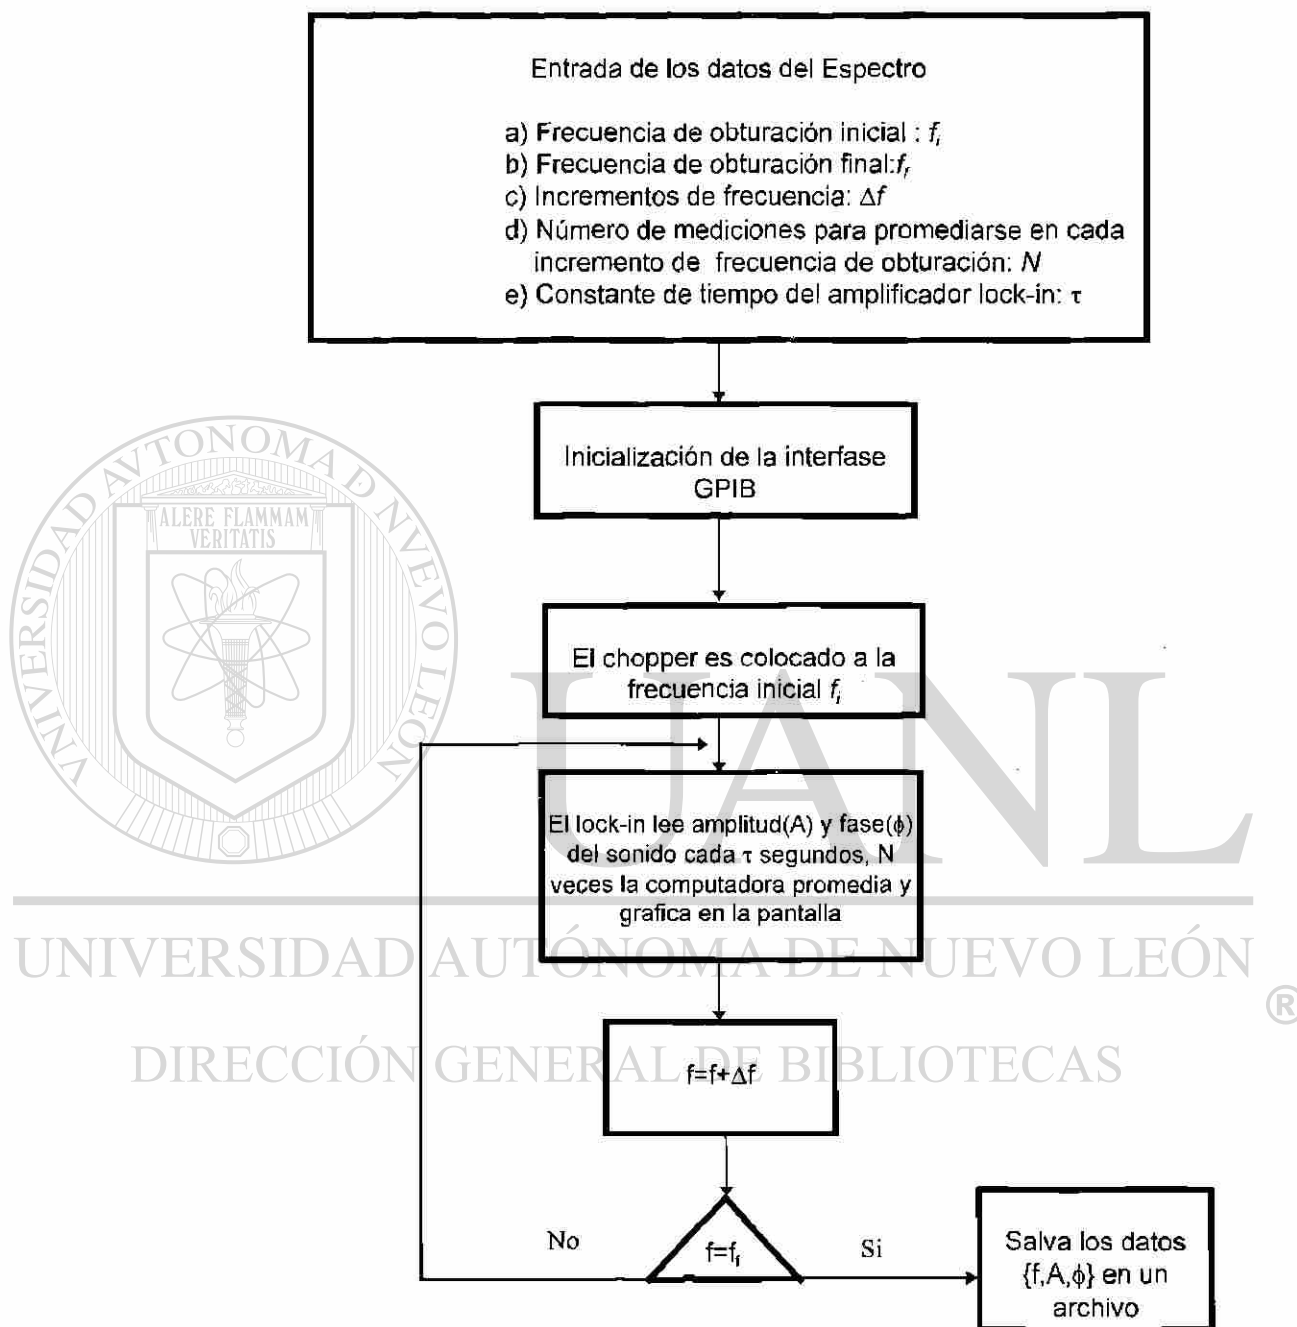 Entrada de los datos del Espectro
a) Frecuencia de obturación inicial : fi
b) Frecuencia de obturación final:ff
c) Incrementos de frecuencia: Δf
d) Número de mediciones para promediarse en cada
incremento de frecuencia de obturación: N
e) Constante de tiempo del amplificador lock-in: τ
Inicialización de la interfase
GPIB
El chopper es colocado a la
frecuencia inicial fi
El lock-in lee amplitud(A) y fase(ϕ)
del sonido cada τ segundos, N
veces la computadora promedia y
grafica en la pantalla
f=f+Δf
f=ff
No
Si
Salva los datos
{f,A,ϕ} en un
archivo
UNIVERSIDAD AVTONOMA D NVEVO LEON
ALERE FLAMMAM
VERITATIS
UANL
UNIVERSIDAD AUTÓNOMA DE NUEVO LEÓN
®
DIRECCIÓN GENERAL DE BIBLIOTECAS